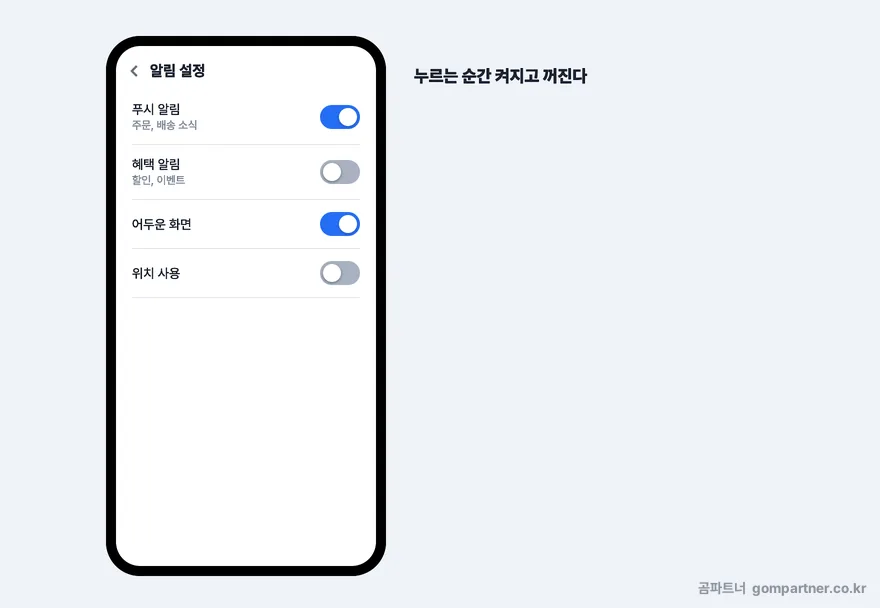 알림 설정
푸시 알림
주문, 배송 소식
혜택 알림
할인, 이벤트
어두운 화면
위치 사용
누르는 순간 켜지고 꺼진다
곰파트너 gompartner.co.kr